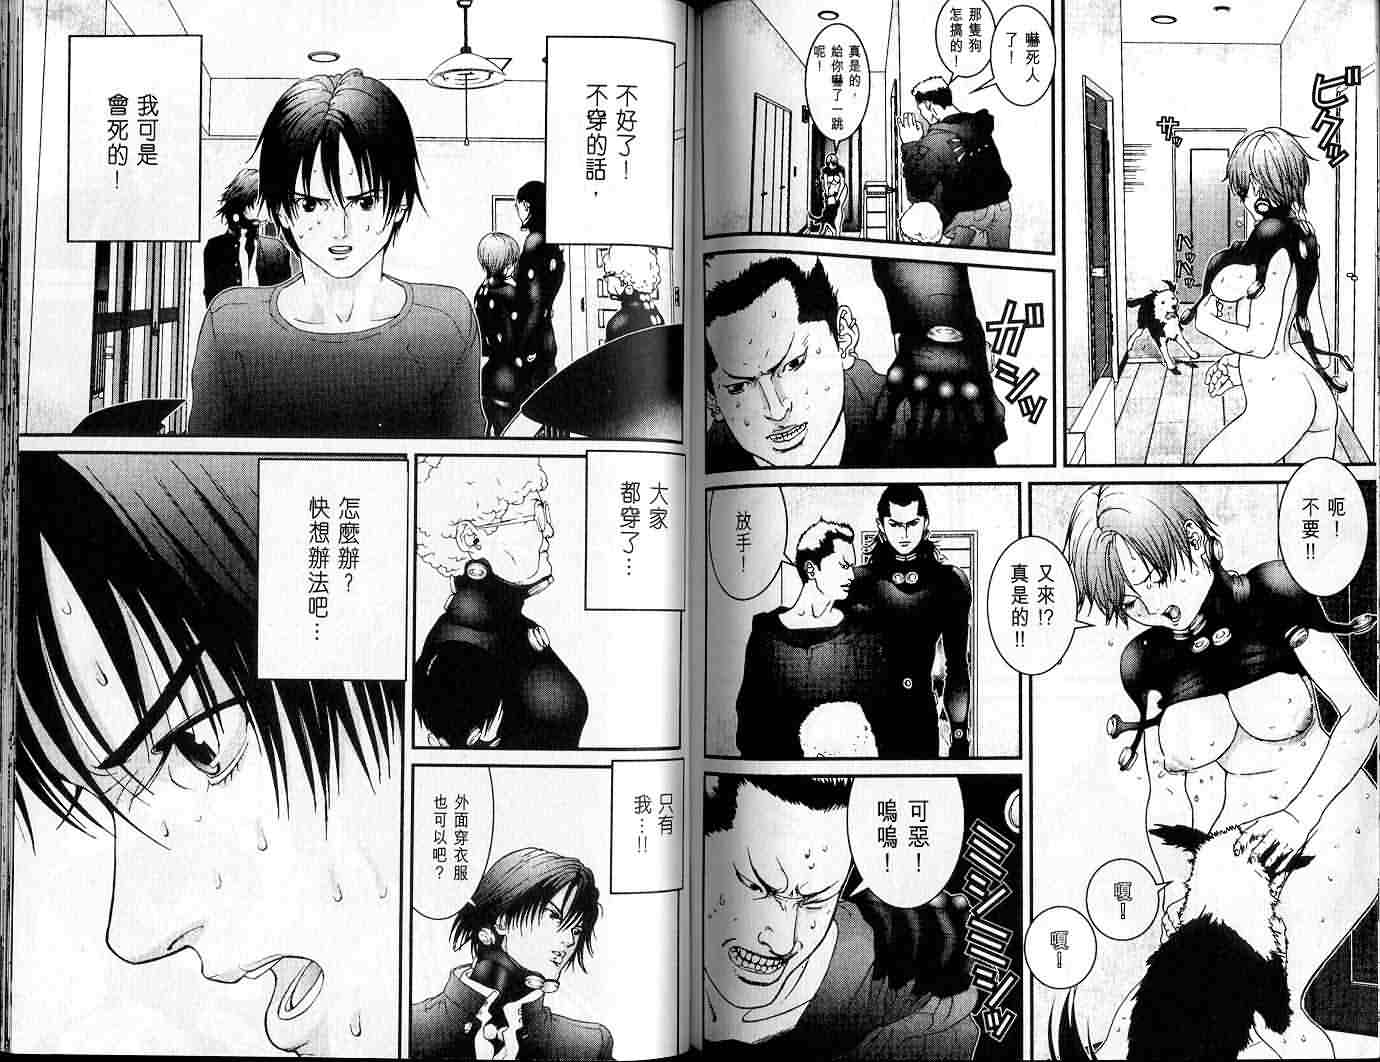 ビクッ
サッ
ハッハッ
嚇死人
了！
那隻狗
怎搞的！
真是的，
給你嚇了一跳
呢！
ガシッ
呃！
不要!!
又來!?
真是的!!
嗄！
嗄！
放手！
可惡！
嗚嗚！
ミシミシ
不好了！
不穿的話，
我可是
會死的！
大家
都穿了…
怎麼辦？
快想辦法吧…
只有
我…!!
外面穿衣服
也可以吧？